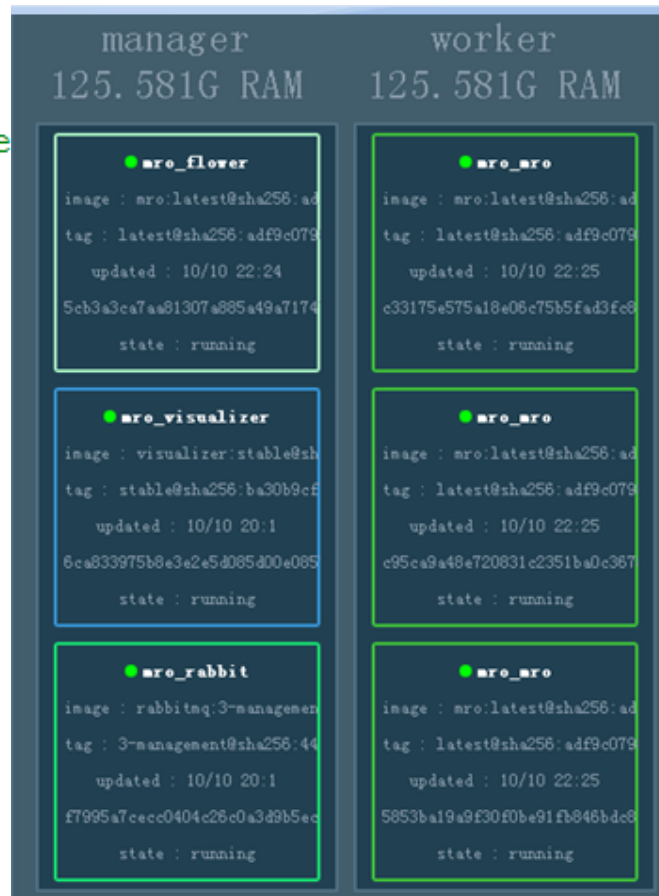 manager
125.581G RAM
mro_flower
image : mro:latest@sha256:ad
tag : latest@sha256:adf9c079
updated : 10/10 22:24
5cb3a3ca7aa81307a885a49a7174
state : running
mro_visualizer
image : visualizer:stable@sh
tag : stable@sha256:ba30b9cf
updated : 10/10 20:1
6ca833975b8e3e2e5d085d00e085
state : running
mro_rabbit
image : rabbitmq:3-managemen
tag : 3-management@sha256:44
updated : 10/10 20:1
f7995a7cecc0404c26c0a3d9b5ec
state : running
worker
125.581G RAM
mro_mro
image : mro:latest@sha256:ad
tag : latest@sha256:adf9c079
updated : 10/10 22:25
c33175e575a18e06c75b5fad3fc8
state : running
mro_mro
image : mro:latest@sha256:ad
tag : latest@sha256:adf9c079
updated : 10/10 22:25
c95ca9a48e720831c2351ba0c367
state : running
mro_mro
image : mro:latest@sha256:ad
tag : latest@sha256:adf9c079
updated : 10/10 22:25
5853ba19a9f30f0be91fb846bdc8
state : running